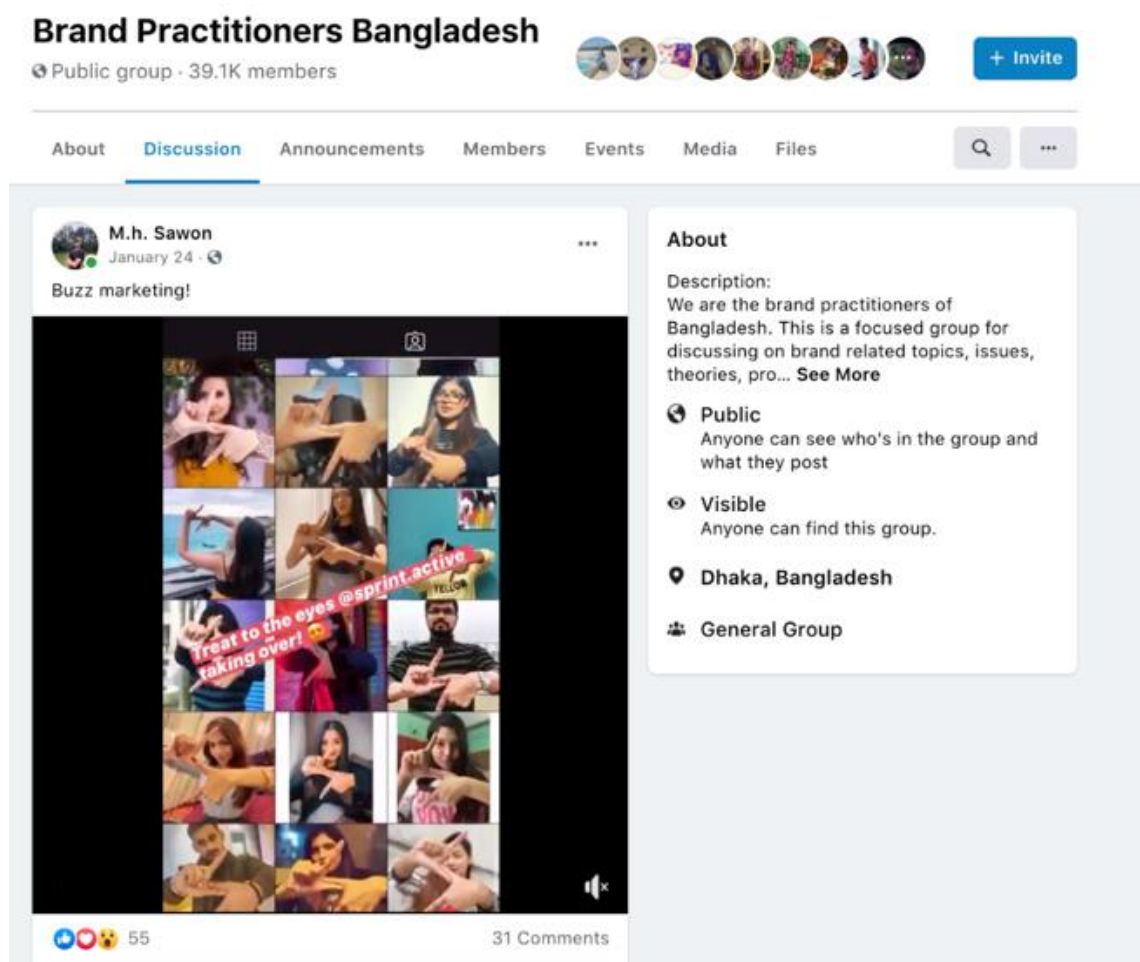 Brand Practitioners Bangladesh
Public group · 39.1K members
+ Invite
About Discussion Announcements Members Events Media Files
M.h. Sawon
January 24 ·
Buzz marketing!
YELLOW
Treat to the eyes @sprint.active
taking over!
55
31 Comments
About
Description:
We are the brand practitioners of
Bangladesh. This is a focused group for
discussing on brand related topics, issues,
theories, pro... See More
Public
Anyone can see who's in the group and
what they post
Visible
Anyone can find this group.
Dhaka, Bangladesh
General Group